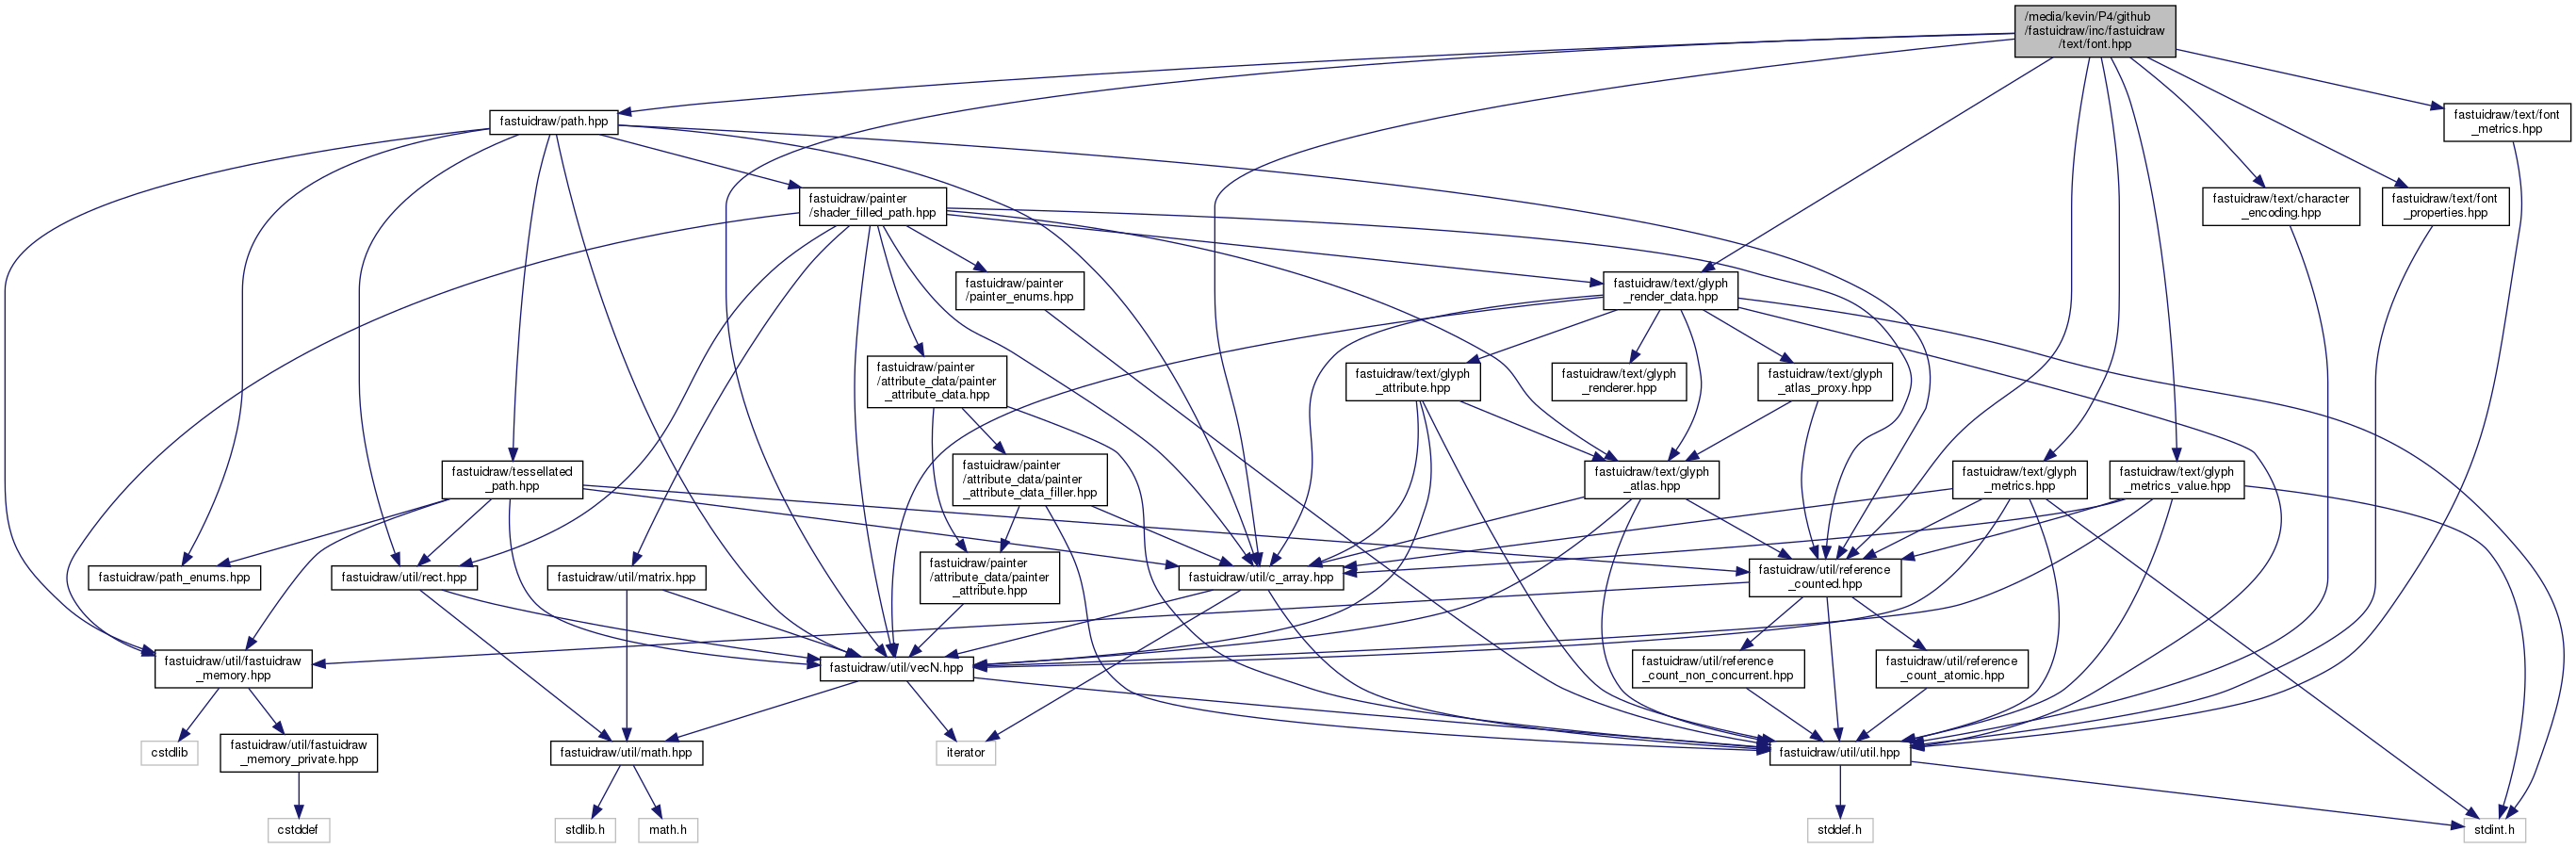 /media/kevin/P4/github
/fastuidraw/inc/fastuidraw
/text/font.hpp
fastuidraw/path.hpp
fastuidraw/text/font
_metrics.hpp
fastuidraw/painter
/shader_filled_path.hpp
fastuidraw/text/character
_encoding.hpp
fastuidraw/text/font
_properties.hpp
fastuidraw/painter
/painter_enums.hpp
fastuidraw/text/glyph
_render_data.hpp
fastuidraw/painter
/attribute_data/painter
_attribute_data.hpp
fastuidraw/text/glyph
_attribute.hpp
fastuidraw/text/glyph
_renderer.hpp
fastuidraw/text/glyph
_atlas_proxy.hpp
fastuidraw/tessellated
_path.hpp
fastuidraw/painter
/attribute_data/painter
_attribute_data_filler.hpp
fastuidraw/text/glyph
_atlas.hpp
fastuidraw/text/glyph
_metrics.hpp
fastuidraw/text/glyph
_metrics_value.hpp
fastuidraw/path_enums.hpp
fastuidraw/util/rect.hpp
fastuidraw/util/matrix.hpp
fastuidraw/painter
/attribute_data/painter
_attribute.hpp
fastuidraw/util/c_array.hpp
fastuidraw/util/reference
_counted.hpp
fastuidraw/util/fastuidraw
_memory.hpp
fastuidraw/util/vecN.hpp
fastuidraw/util/reference
_count_non_concurrent.hpp
fastuidraw/util/reference
_count_atomic.hpp
cstdlib
fastuidraw/util/fastuidraw
_memory_private.hpp
fastuidraw/util/math.hpp
iterator
fastuidraw/util/util.hpp
cstddef
stdlib.h
math.h
stddef.h
stdint.h